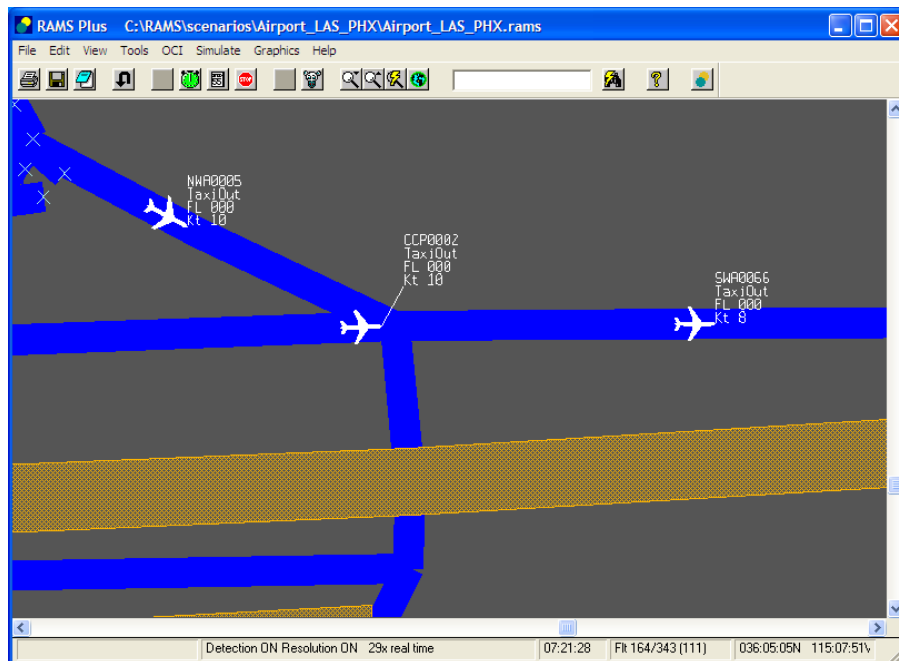 RAMS Plus C:\RAMS\scenarios\Airport_LAS_PHX\Airport_LAS_PHX.rams
File Edit View Tools OCI Simulate Graphics Help
STOP
NWA0005
TaxiOut
FL 000
Kt 10
CCP0002
TaxiOut
FL 000
Kt 10
SWA0066
TaxiOut
FL 000
Kt 8
Detection ON Resolution ON 29x real time 07:21:28 Flt 164/343 (111) 036:05:05N 115:07:51